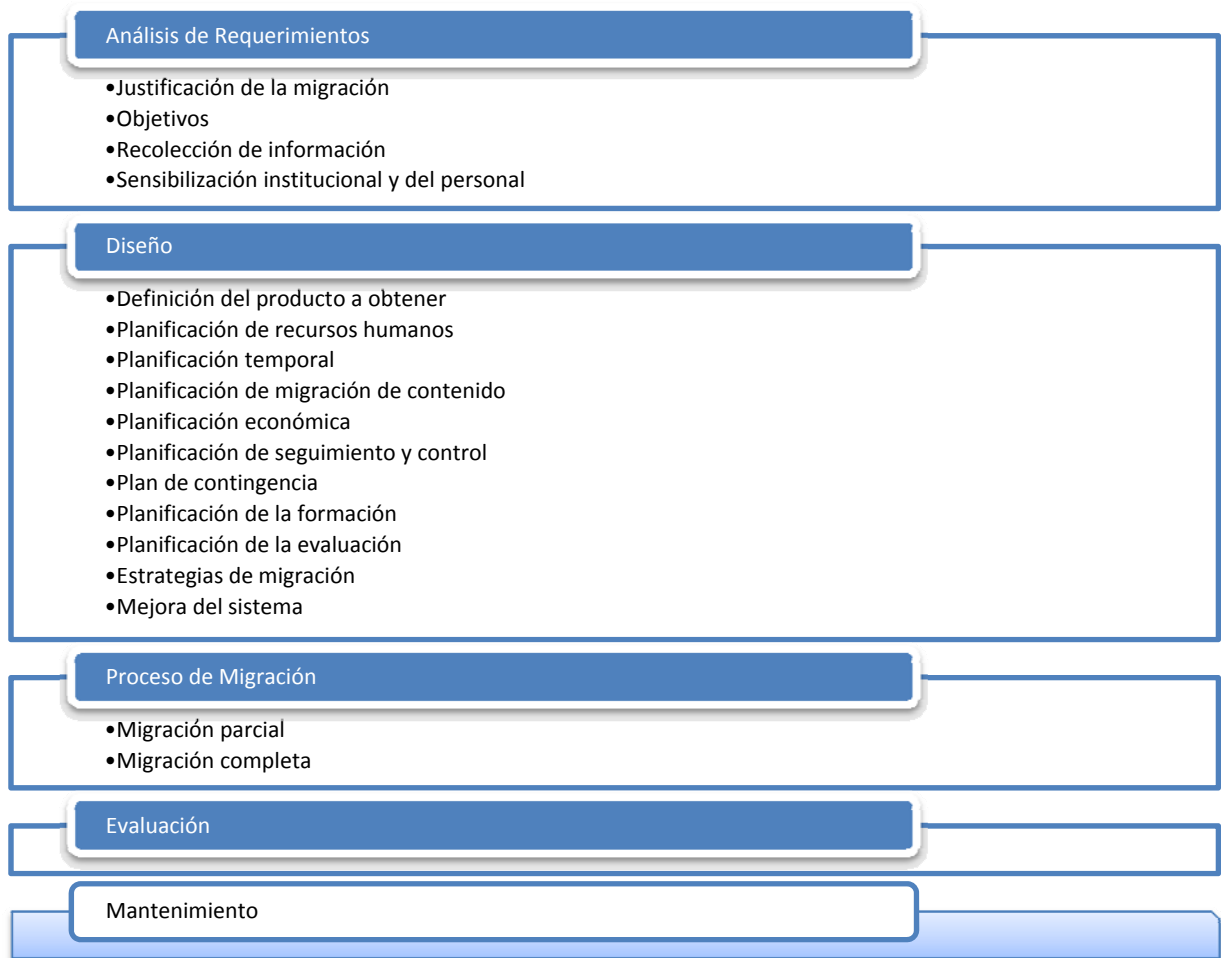 Análisis de Requerimientos
•Justificación de la migración
•Objetivos
•Recolección de información
•Sensibilización institucional y del personal
Diseño
•Definición del producto a obtener
•Planificación de recursos humanos
•Planificación temporal
•Planificación de migración de contenido
•Planificación económica
•Planificación de seguimiento y control
•Plan de contingencia
•Planificación de la formación
•Planificación de la evaluación
•Estrategias de migración
•Mejora del sistema
Proceso de Migración
•Migración parcial
•Migración completa
Evaluación
Mantenimiento